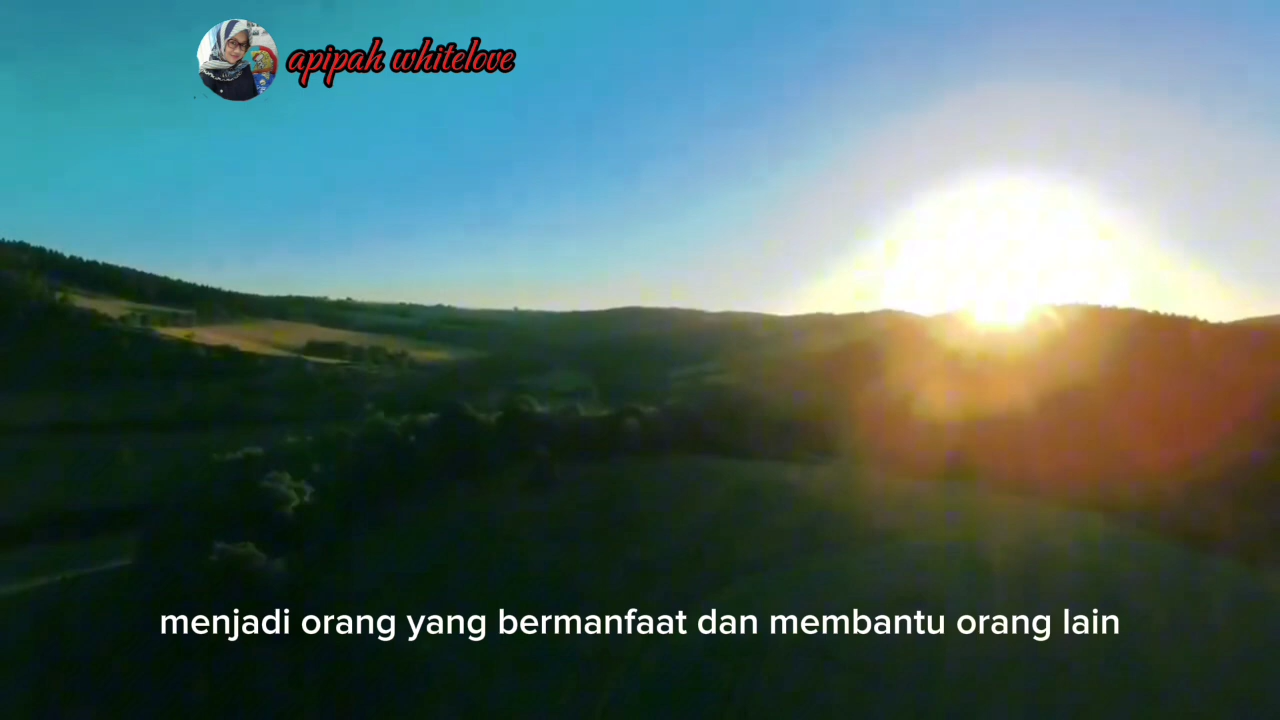 apipah whitelove
menjadi orang yang bermanfaat dan membantu orang lain